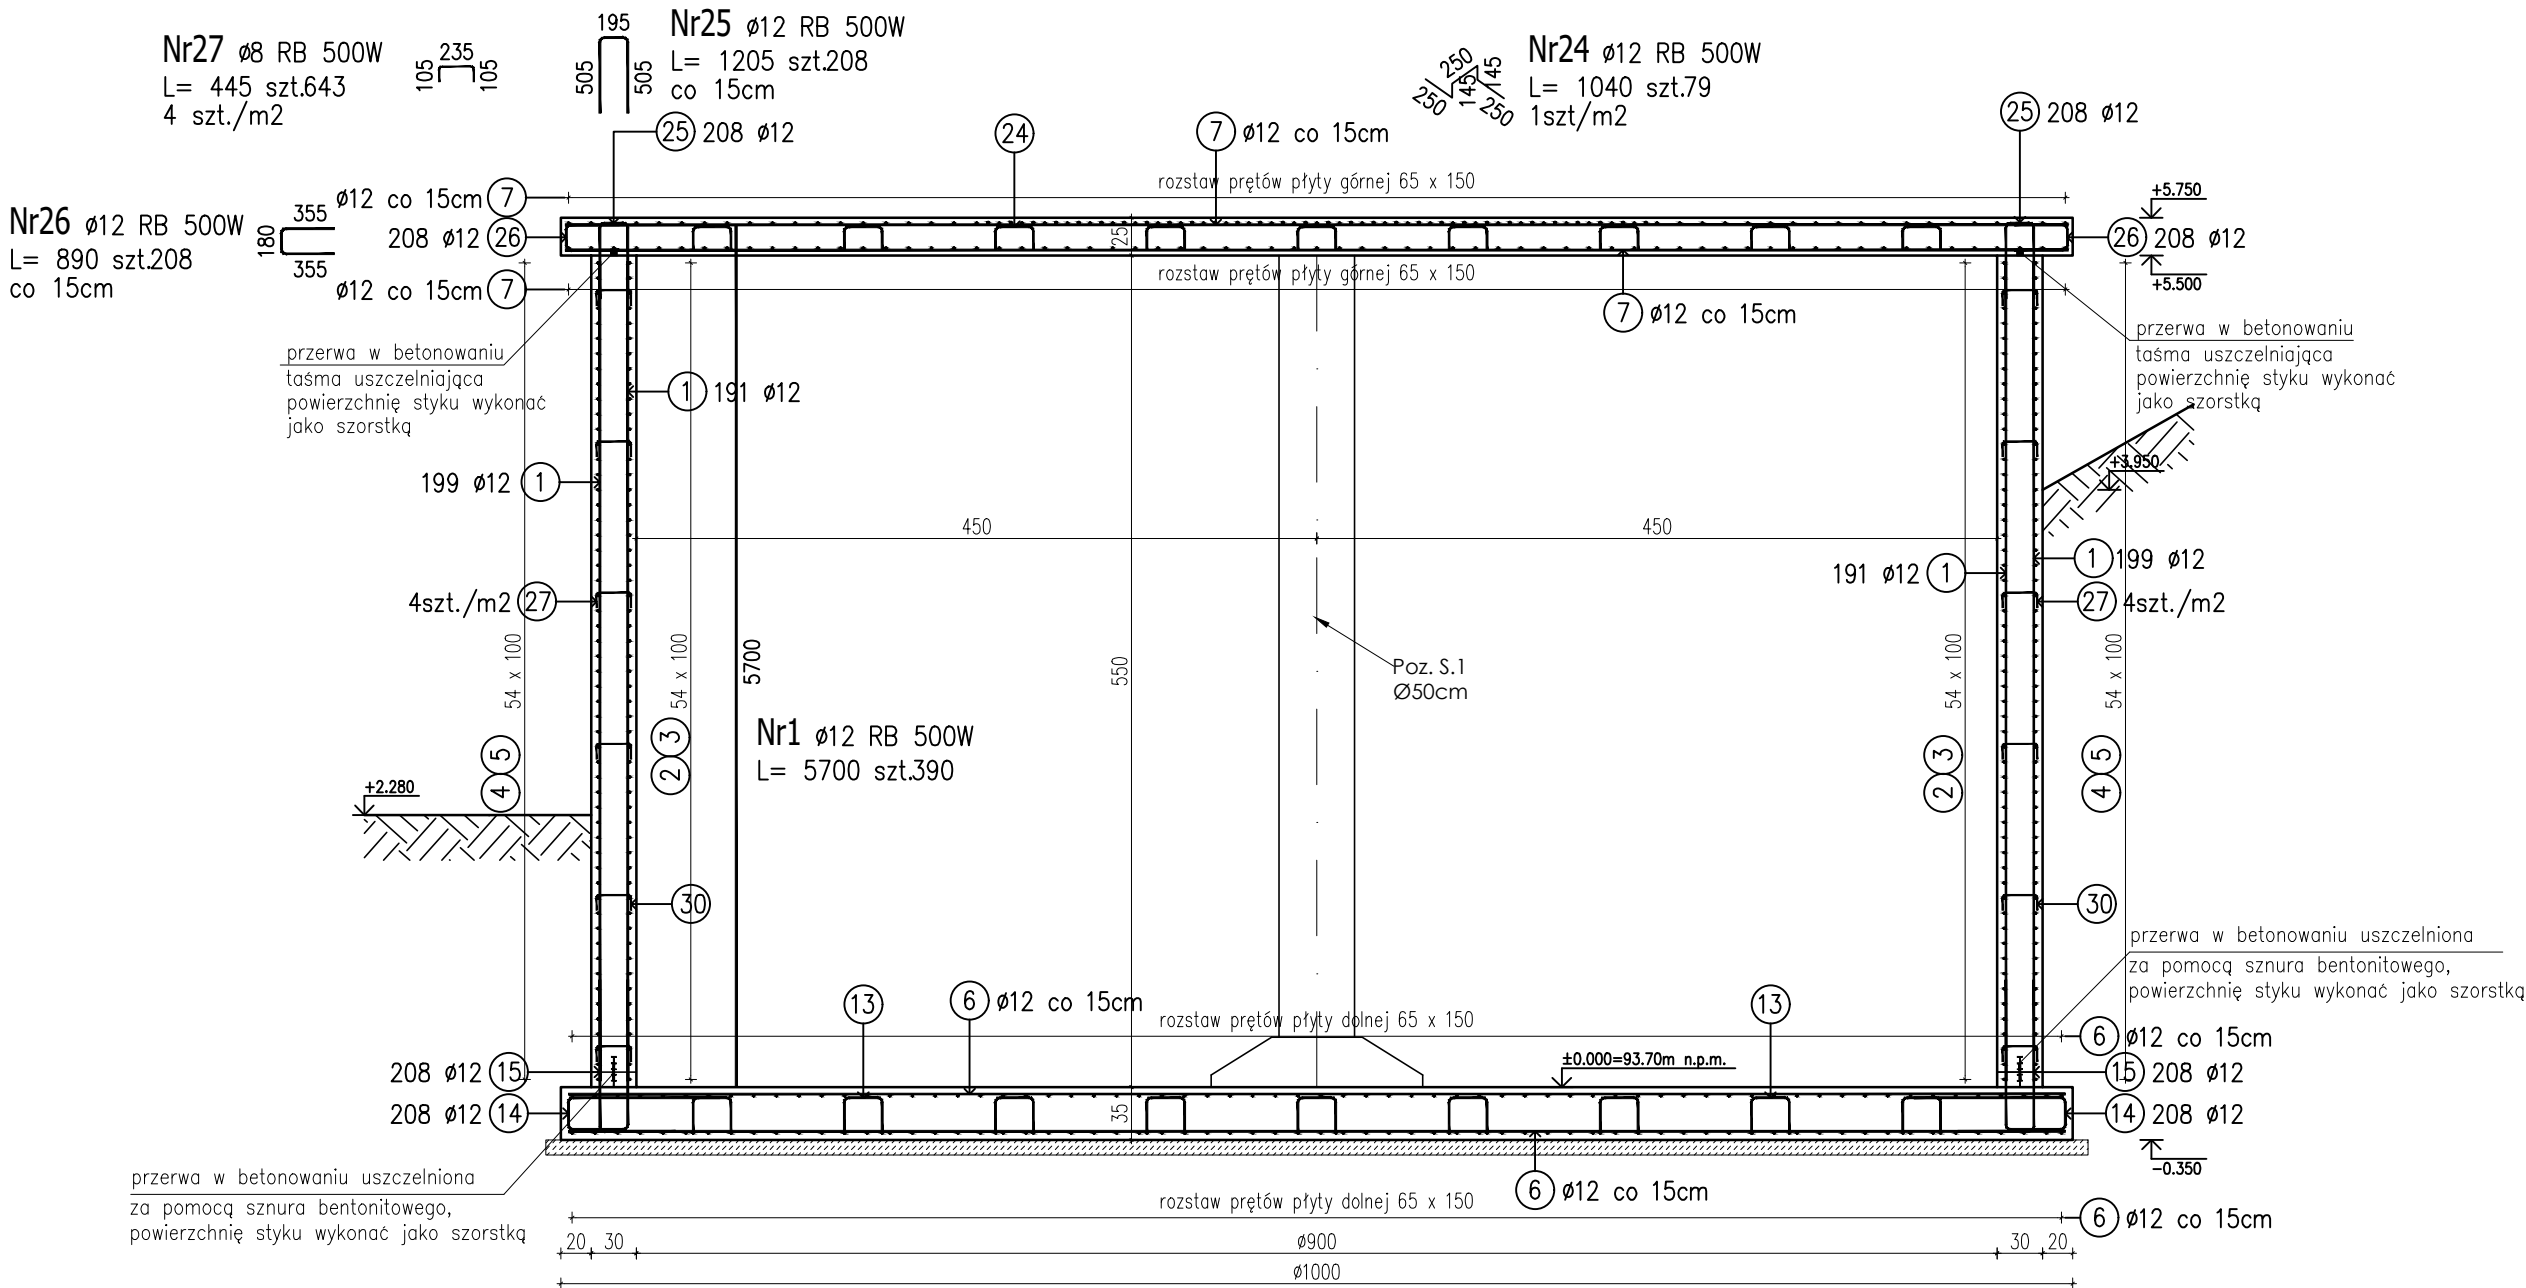 195
Nr25 ø12 RB 500W
L= 1205 szt.208
co 15cm
505
505
Nr27 ø8 RB 500W
L= 445 szt.643
4 szt./m2
235
105
105
250
145
145
250
250
Nr24 ø12 RB 500W
L= 1040 szt.79
1szt/m2
25 208 ø12
24
7 ø12 co 15cm
25 208 ø12
rozstaw prętów płyty górnej 65 x 150
ø12 co 15cm 7
+5.750
Nr26 ø12 RB 500W
L= 890 szt.208
co 15cm
355
180
355
208 ø12 26
25
26 208 ø12
rozstaw prętów płyty górnej 65 x 150
+5.500
ø12 co 15cm 7
7 ø12 co 15cm
przerwa w betonowaniu
taśma uszczelniająca
powierzchnię styku wykonać
jako szorstką
przerwa w betonowaniu
taśma uszczelniająca
powierzchnię styku wykonać
jako szorstką
1 191 ø12
199 ø12 1
+3.950
450
450
191 ø12 1
1 199 ø12
4szt./m2 27
27 4szt./m2
54 x 100
54 x 100
5700
550
54 x 100
54 x 100
Poz. S.1
Ø50cm
Nr1 ø12 RB 500W
L= 5700 szt.390
4 5
2 3
2 3
4 5
+2.280
30
30
przerwa w betonowaniu uszczelniona
za pomocą sznura bentonitowego,
powierzchnię styku wykonać jako szorstką
13
6 ø12 co 15cm
13
rozstaw prętów płyty dolnej 65 x 150
6 ø12 co 15cm
±0.000=93.70m n.p.m.
208 ø12 15
15 208 ø12
208 ø12 14
35
14 208 ø12
-0.350
przerwa w betonowaniu uszczelniona
za pomocą sznura bentonitowego,
powierzchnię styku wykonać jako szorstką
6 ø12 co 15cm
rozstaw prętów płyty dolnej 65 x 150
6 ø12 co 15cm
20 30 ø900 30 20
ø1000